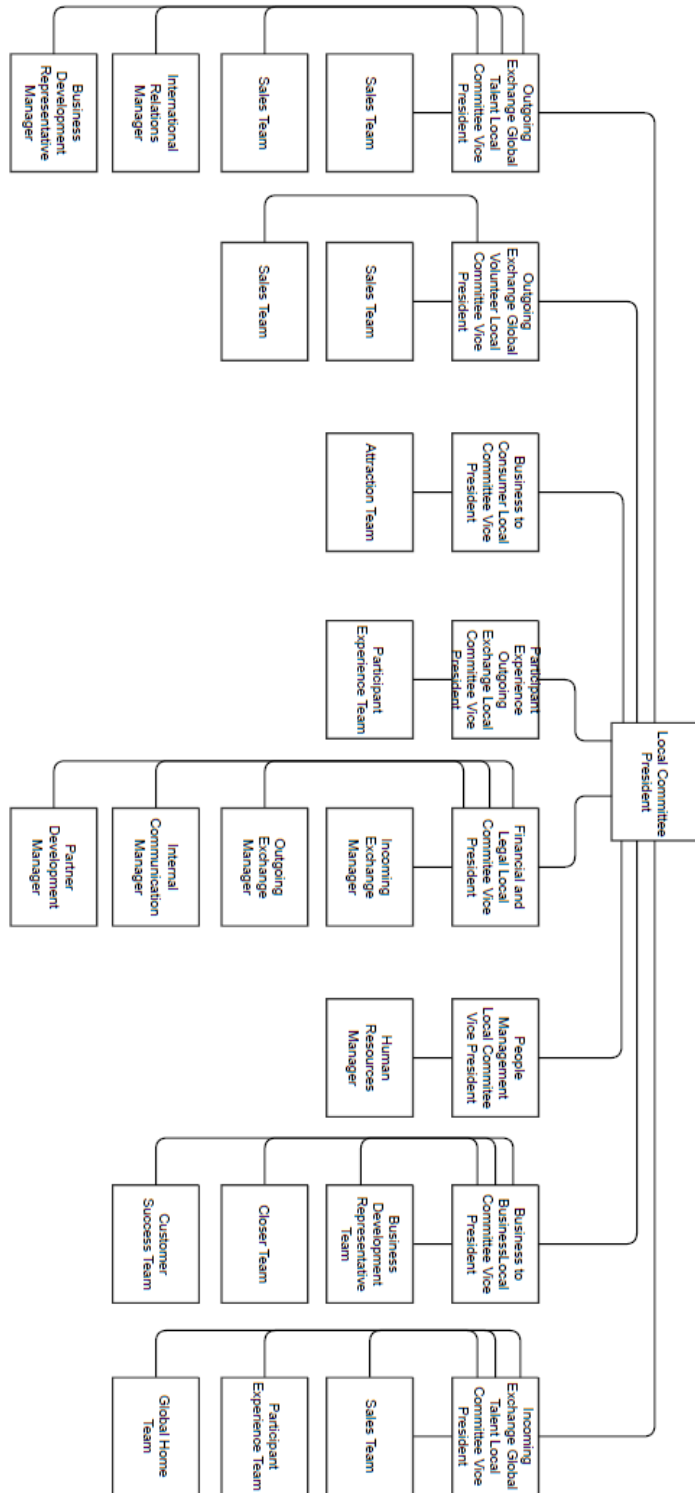 Local Committee
President
Outgoing
Exchange Global
Talent Local
Committee Vice
President
Outgoing
Exchange Global
Volunteer Local
Committee Vice
President
Business to
Consumer Local
Committee Vice
President
Participant
Experience
Outgoing
Exchange Local
Committee Vice
President
Financial and
Legal Local
Commitee Vice
President
People
Management
Local Commitee
Vice President
Business to
BusinessLocal
Committee Vice
President
Incoming
Exchange Global
Talent Local
Committee Vice
President
Sales Team
Sales Team
Attraction Team
Participant
Experience Team
Incoming
Exchange
Manager
Human
Resources
Manager
Business
Development
Representative
Team
Sales Team
Sales Team
Sales Team
Outgoing
Exchange
Manager
Closer Team
Participant
Experience Team
International
Relations
Manager
Internal
Communication
Manager
Customer
Success Team
Global Home
Team
Business
Development
Representative
Manager
Partner
Development
Manager